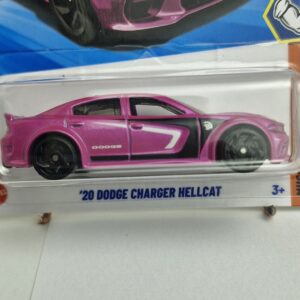 DODGE
'20 DODGE CHARGER HELLCAT
3+